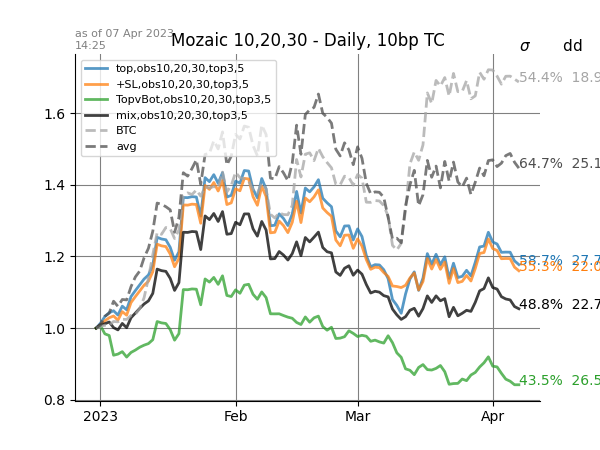 as of 07 Apr 2023
14:25
Mozaic 10,20,30 - Daily, 10bp TC
σ dd
top,obs10,20,30,top3,5
+SL,obs10,20,30,top3,5
TopvBot,obs10,20,30,top3,5
mix,obs10,20,30,top3,5
BTC
avg
54.4% 18.9
64.7% 25.1
58.7% 27.7
22.0
48.8% 22.7
43.5% 26.5
1.6
1.4
1.2
1.0
0.8
2023 Feb Mar Apr